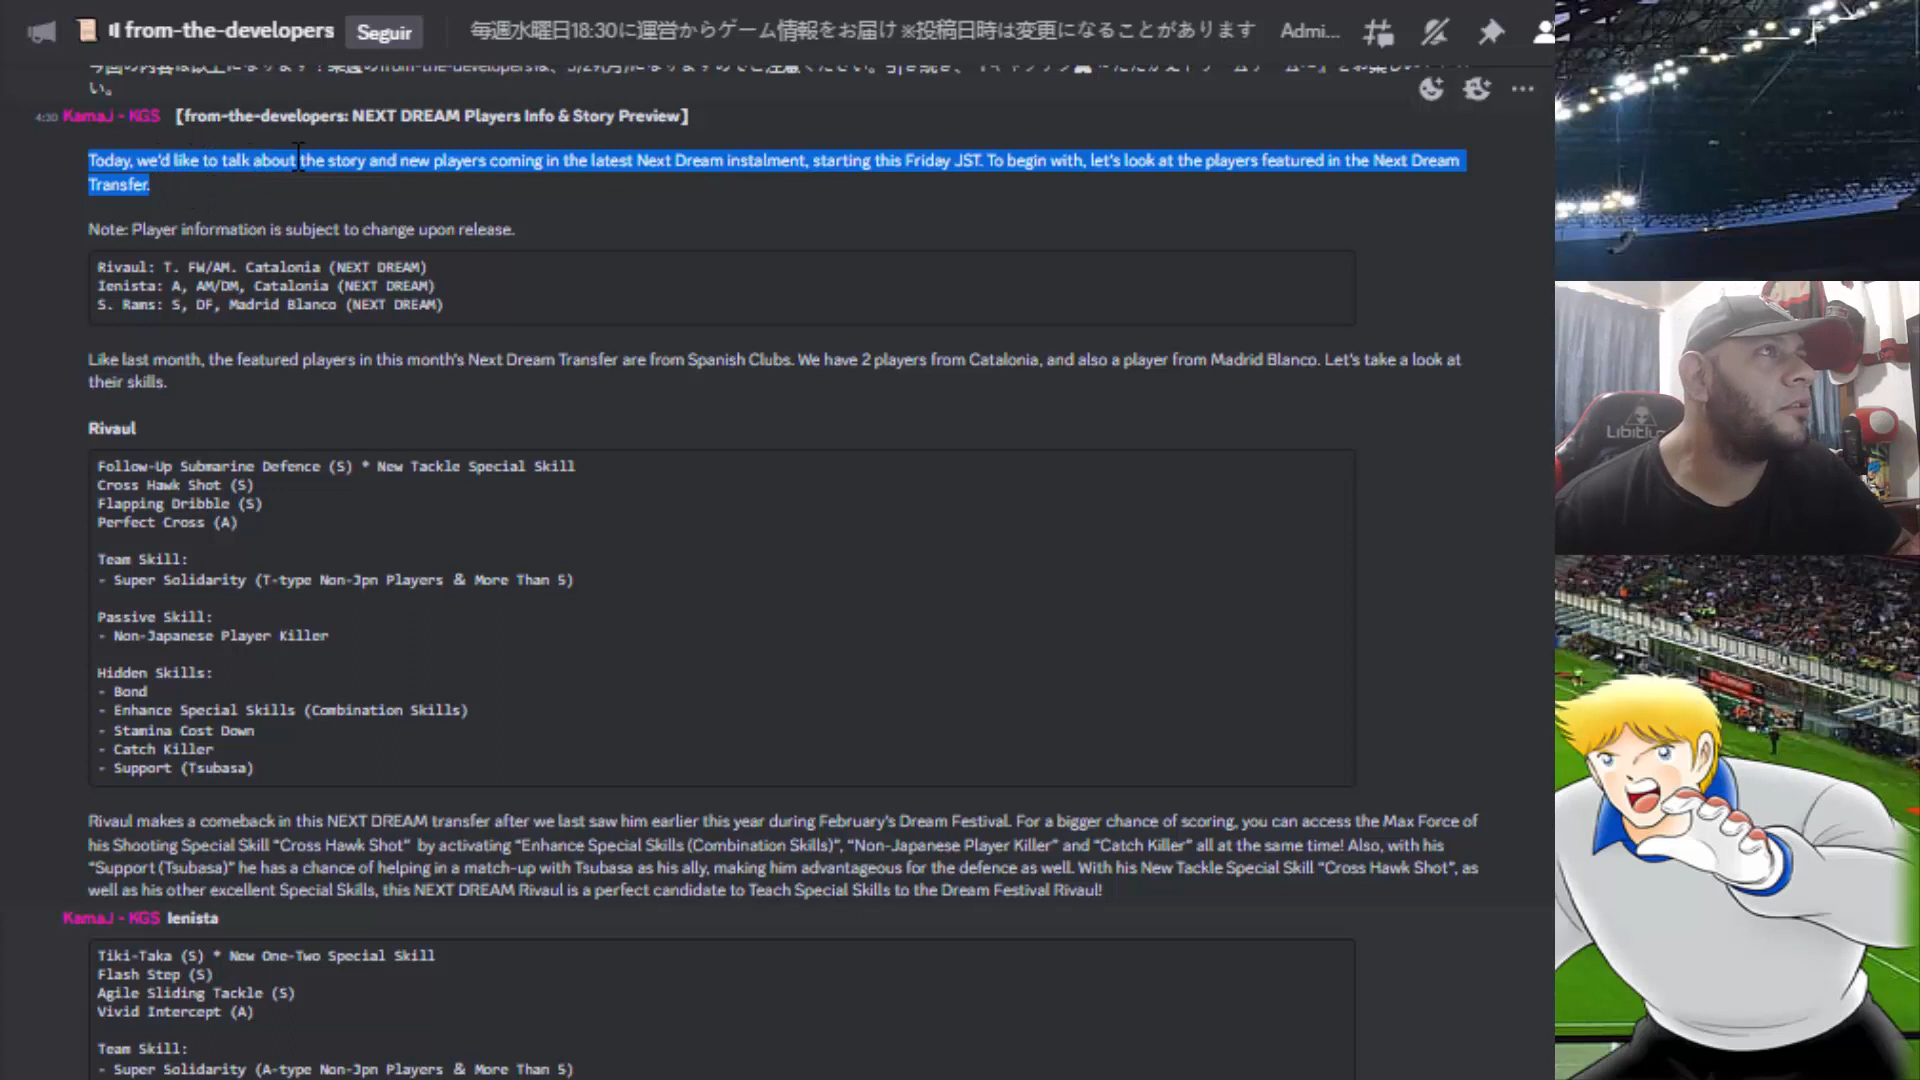 from-the-developers Seguir 毎週水曜日18:30に運営からゲーム情報をお届け ※投稿日時は変更になることがあります Admi...
い。
4:30 KamaJ - KGS [from-the-developers: NEXT DREAM Players Info & Story Preview]
Today, we'd like to talk about the story and new players coming in the latest Next Dream instalment, starting this Friday JST. To begin with, let's look at the players featured in the Next Dream
Transfer.
Note: Player information is subject to change upon release.
Rivaul: T. FW/AM. Catalonia (NEXT DREAM)
Ienista: A, AM/DM, Catalonia (NEXT DREAM)
S. Rams: S, DF, Madrid Blanco (NEXT DREAM)
Like last month, the featured players in this month's Next Dream Transfer are from Spanish Clubs. We have 2 players from Catalonia, and also a player from Madrid Blanco. Let's take a look at
their skills.
Rivaul
Follow-Up Submarine Defence (S) * New Tackle Special Skill
Cross Hawk Shot (S)
Flapping Dribble (S)
Perfect Cross (A)
Team Skill:
- Super Solidarity (T-type Non-Jpn Players & More Than 5)
Passive Skill:
- Non-Japanese Player Killer
Hidden Skills:
- Bond
- Enhance Special Skills (Combination Skills)
- Stamina Cost Down
- Catch Killer
- Support (Tsubasa)
Rivaul makes a comeback in this NEXT DREAM transfer after we last saw him earlier this year during February's Dream Festival. For a bigger chance of scoring, you can access the Max Force of
his Shooting Special Skill "Cross Hawk Shot" by activating "Enhance Special Skills (Combination Skills)", "Non-Japanese Player Killer" and "Catch Killer" all at the same time! Also, with his
"Support (Tsubasa)" he has a chance of helping in a match-up with Tsubasa as his ally, making him advantageous for the defence as well. With his New Tackle Special Skill "Cross Hawk Shot", as
well as his other excellent Special Skills, this NEXT DREAM Rivaul is a perfect candidate to Teach Special Skills to the Dream Festival Rivaul!
KamaJ - KGS Ienista
Tiki-Taka (S) * New One-Two Special Skill
Flash Step (S)
Agile Sliding Tackle (S)
Vivid Intercept (A)
Team Skill:
- Super Solidarity (A-type Non-Jpn Players & More Than 5)